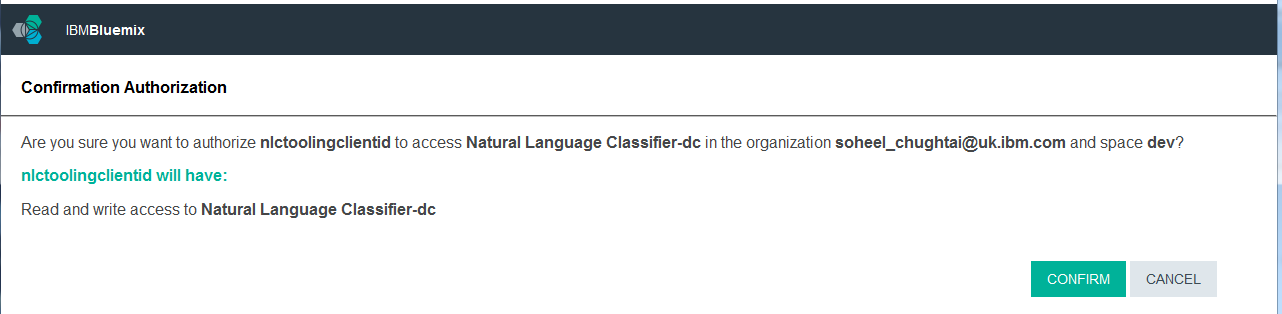 IBMBluemix
Confirmation Authorization
Are you sure you want to authorize nlctoolingclientid to access Natural Language Classifier-dc in the organization soheel_chughtai@uk.ibm.com and space dev?
nlctoolingclientid will have:
Read and write access to Natural Language Classifier-dc
CONFIRM CANCEL